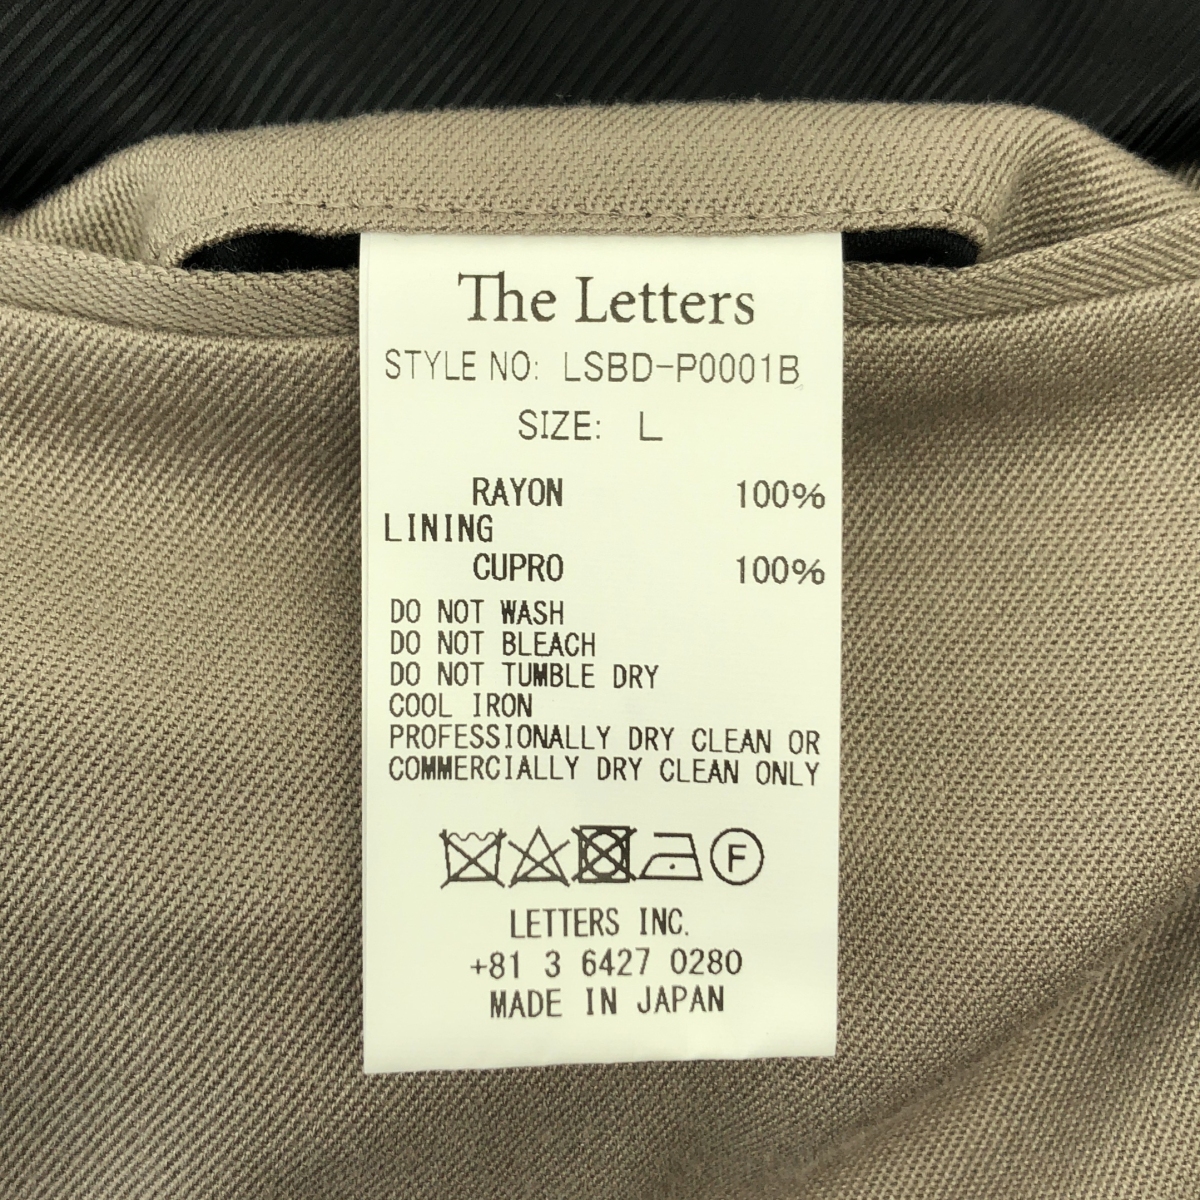 The Letters
STYLE NO: LSBD-P0001B
SIZE: L
RAYON 100%
LINING
CUPRO 100%
DO NOT WASH
DO NOT BLEACH
DO NOT TUMBLE DRY
COOL IRON
PROFESSIONALLY DRY CLEAN OR
COMMERCIALLY DRY CLEAN ONLY
F
LETTERS INC.
+81 3 6427 0280
MADE IN JAPAN